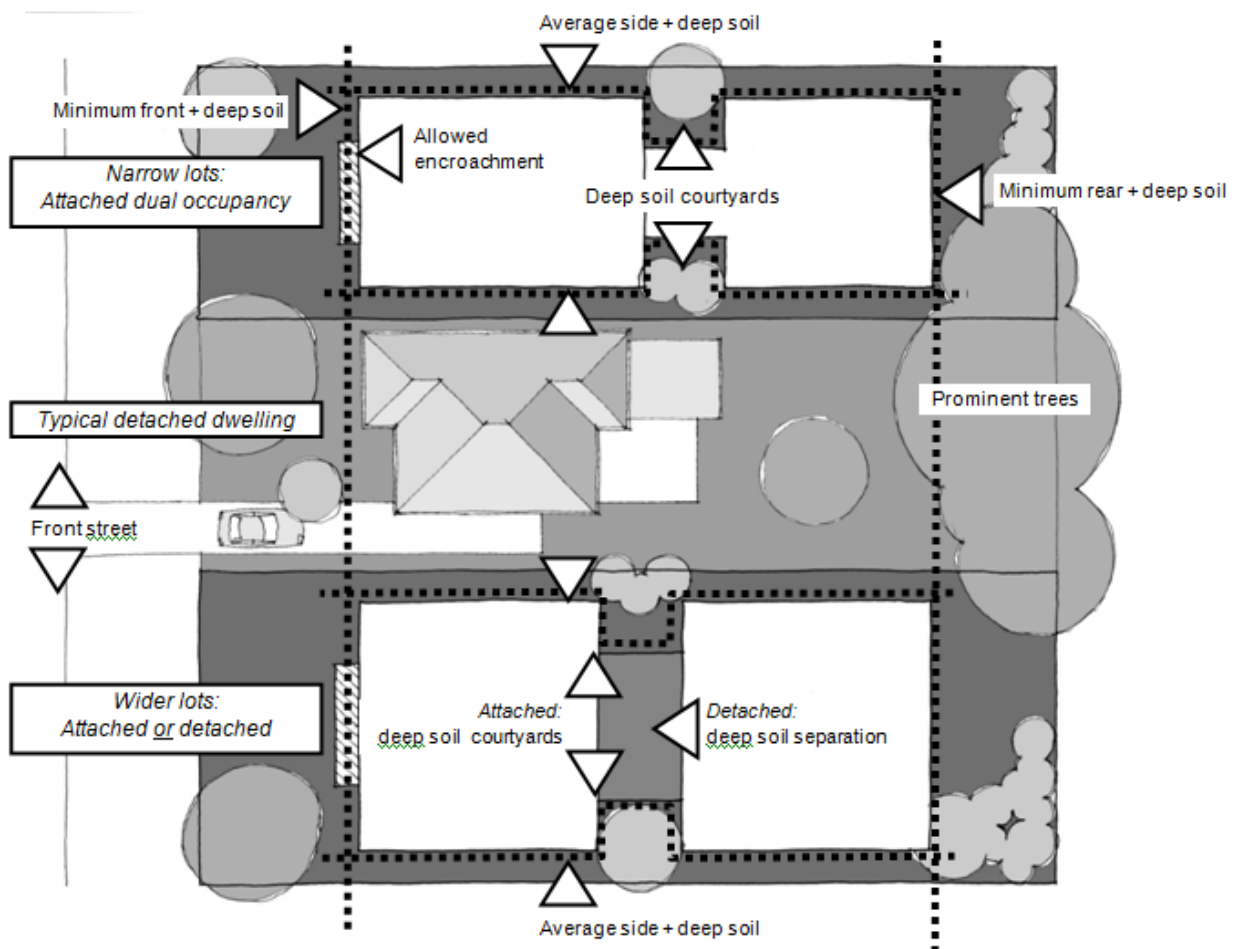 Average side + deep soil
Minimum front + deep soil
Allowed
encroachment
Narrow lots:
Attached dual occupancy
Deep soil courtyards
Minimum rear + deep soil
Typical detached dwelling
Prominent trees
Front street
Wider lots:
Attached or detached
Attached:
deep soil courtyards
Detached:
deep soil separation
Average side + deep soil